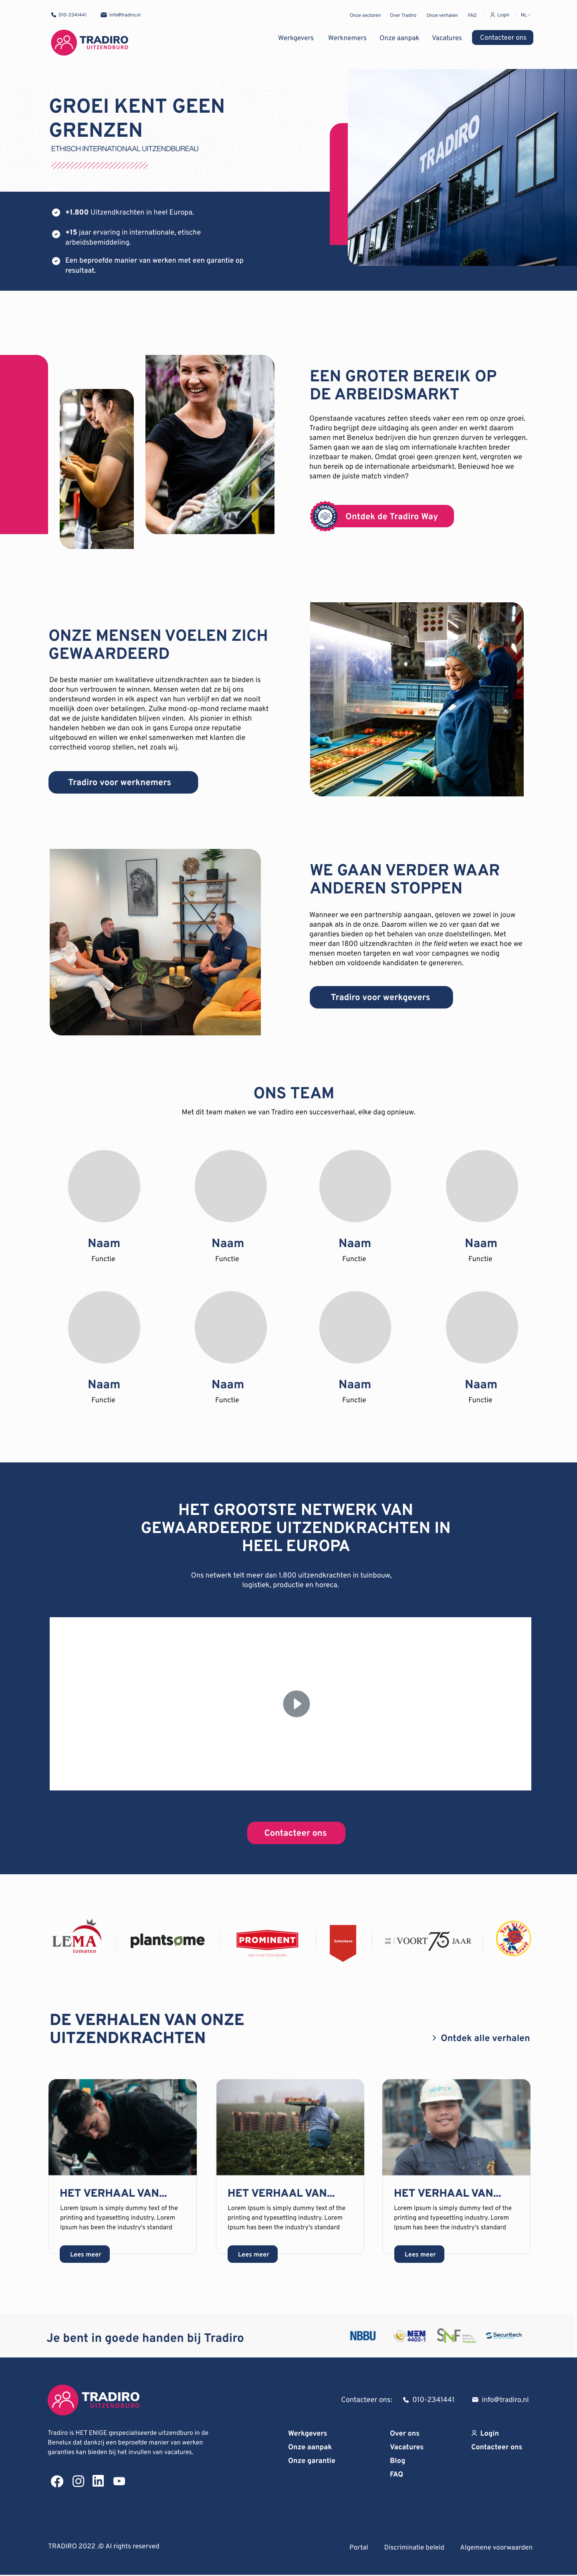 010-2341441
info@tradiro.nl
Onze sectoren
Over Tradiro
Onze verhalen
FAQ
Login
NL
TRADIRO
UITZENDBURO
Werkgevers
Werknemers
Onze aanpak
Vacatures
Contacteer ons
GROEI KENT GEEN
GRENZEN
ETHISCH INTERNATIONAAL UITZENDBUREAU
TRADIRO
+1.800 Uitzendkrachten in heel Europa.
+15 jaar ervaring in internationale, etische
arbeidsbemiddeling.
Een beproefde manier van werken met een garantie op
resultaat.
EEN GROTER BEREIK OP
DE ARBEIDSMARKT
Openstaande vacatures zetten steeds vaker een rem op onze groei.
Tradiro begrijpt deze uitdaging als geen ander en werkt daarom
samen met Benelux bedrijven die hun grenzen durven te verleggen.
Samen gaan we aan de slag om internationale krachten breder
inzetbaar te maken. Omdat groei geen grenzen kent, vergroten we
hun bereik op de internationale arbeidsmarkt. Benieuwd hoe we
samen de juiste match vinden?
Ontdek de Tradiro Way
ONZE MENSEN VOELEN ZICH
GEWAARDEERD
De beste manier om kwalitatieve uitzendkrachten aan te bieden is
door hun vertrouwen te winnen. Mensen weten dat ze bij ons
ondersteund worden in elk aspect van hun verblijf en dat we nooit
moeilijk doen over betalingen. Zulke mond-op-mond reclame maakt
dat we de juiste kandidaten blijven vinden. Als pionier in ethish
handelen hebben we dan ook in gans Europa onze reputatie
uitgebouwd en willen we enkel samenwerken met klanten die
correctheid voorop stellen, net zoals wij.
Tradiro voor werknemers
WE GAAN VERDER WAAR
ANDEREN STOPPEN
Wanneer we een partnership aangaan, geloven we zowel in jouw
aanpak als in de onze. Daarom willen we zo ver gaan dat we
garanties bieden op het behalen van onze doelstellingen. Met
meer dan 1800 uitzendkrachten in the field weten we exact hoe we
mensen moeten targeten en wat voor campagnes we nodig
hebben om voldoende kandidaten te genereren.
Tradiro voor werkgevers
ONS TEAM
Met dit team maken we van Tradiro een succesverhaal, elke dag opnieuw.
Naam
Naam
Naam
Naam
Functie
Functie
Functie
Functie
Naam
Naam
Naam
Naam
Functie
Functie
Functie
Functie
HET GROOTSTE NETWERK VAN
GEWAARDEERDE UITZENDKRACHTEN IN
HEEL EUROPA
Ons netwerk telt meer dan 1.800 uitzendkrachten in tuinbouw,
logistiek, productie en horeca.
Contacteer ons
LEMA
tomaten
plantsome
PROMINENT
VOORT 75 JAAR
DE VERHALEN VAN ONZE
UITZENDKRACHTEN
Ontdek alle verhalen
HET VERHAAL VAN...
Lorem Ipsum is simply dummy text of the
printing and typesetting industry. Lorem
Ipsum has been the industry's standard
Lees meer
HET VERHAAL VAN...
Lorem Ipsum is simply dummy text of the
printing and typesetting industry. Lorem
Ipsum has been the industry's standard
Lees meer
HET VERHAAL VAN...
Lorem Ipsum is simply dummy text of the
printing and typesetting industry. Lorem
Ipsum has been the industry's standard
Lees meer
Je bent in goede handen bij Tradiro
NBBU
NEN
4400-1
SNF
Securitech
TRADIRO
UITZENDBURO
Tradiro is HET ENIGE gespecialiseerde uitzendburo in de
Benelux dat dankzij een beproefde manier van werken
garanties kan bieden bij het invullen van vacatures.
Contacteer ons:
010-2341441
info@tradiro.nl
Werkgevers
Onze aanpak
Onze garantie
Over ons
Vacatures
Blog
FAQ
Login
Contacteer ons
TRADIRO 2022 .© Al rights reserved
Portal
Discriminatie beleid
Algemene voorwaarden